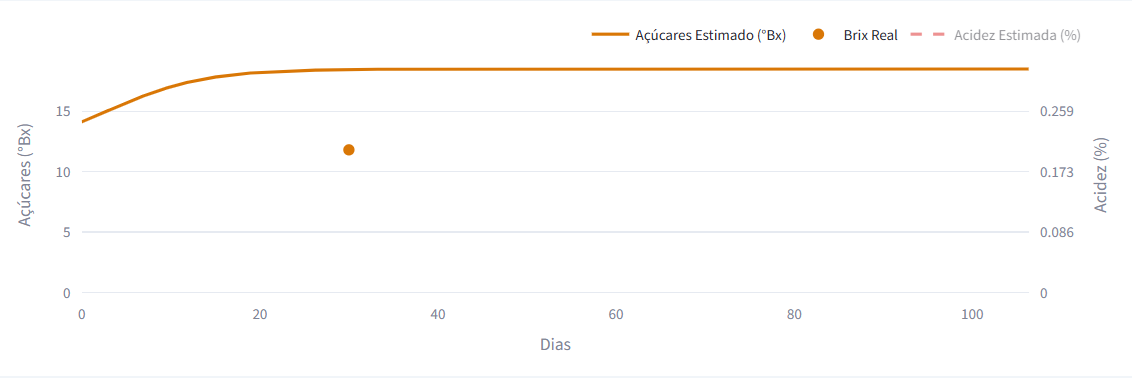 Açúcares Estimado (°Bx) Brix Real Acidez Estimada (%)
15 0.259
10 0.173
5 0.086
0 0
Açúcares (°Bx)
Acidez (%)
0 20 40 60 80 100
Dias